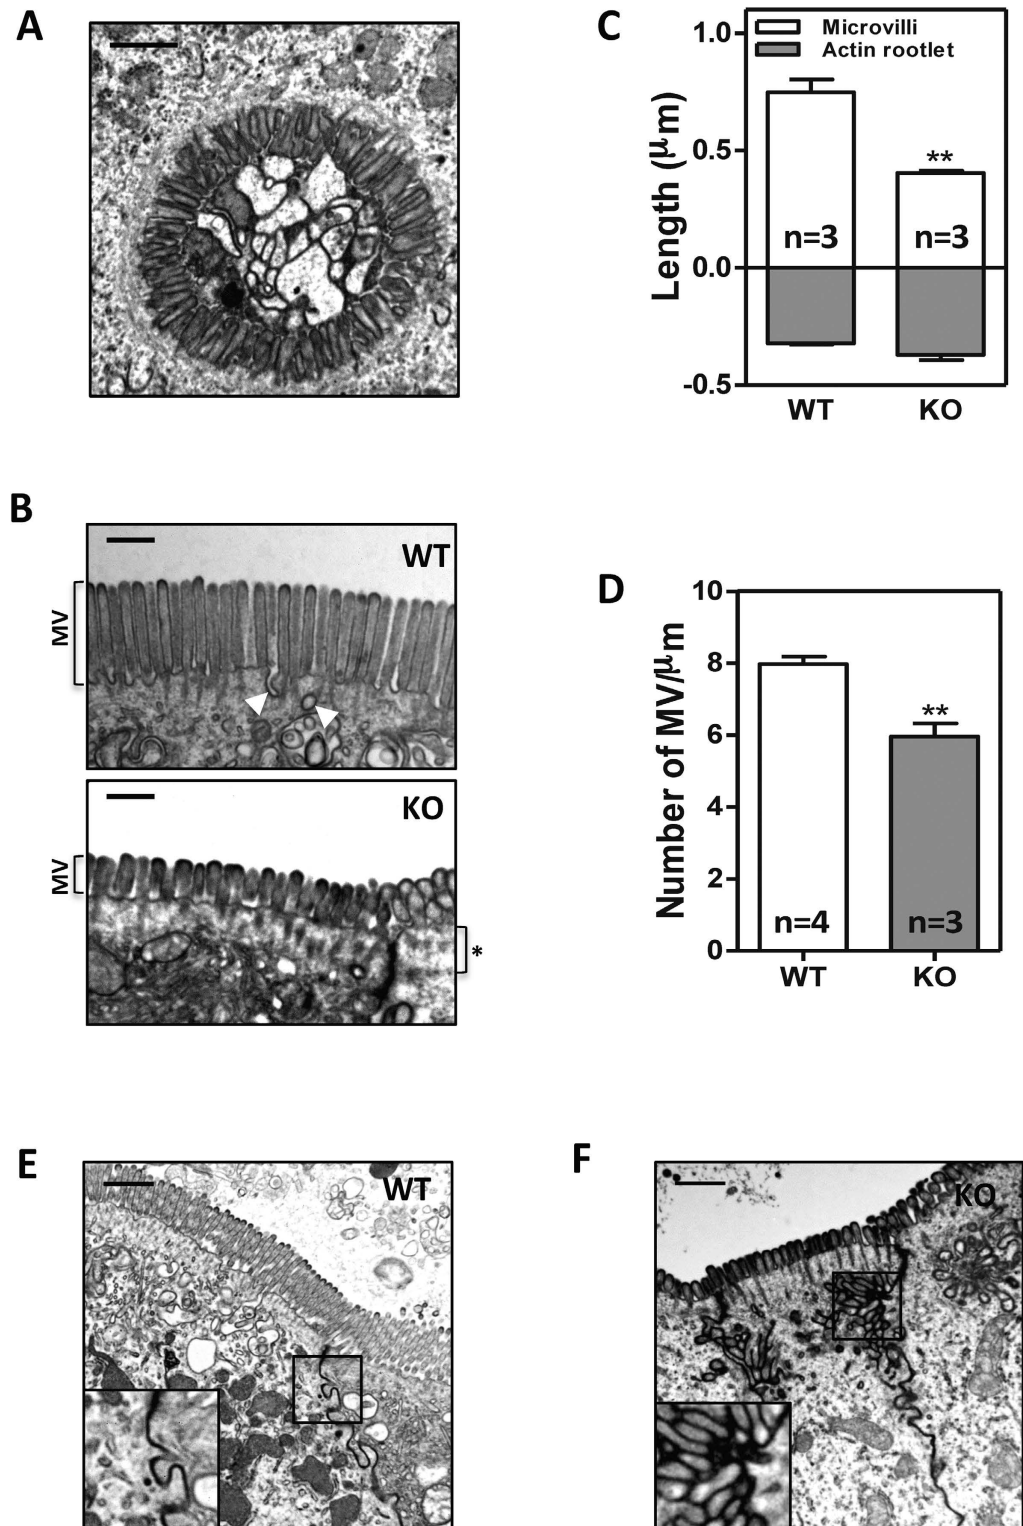 A
C
1.0
0.5
0.0
-0.5
Length (μm)
Microvilli
Actin rootlet
**
n=3
n=3
WT
KO
B
WT
MV
KO
MV
*
D
10
8
6
4
2
0
Number of MV/μm
**
n=4
n=3
WT
KO
E
WT
F
KO